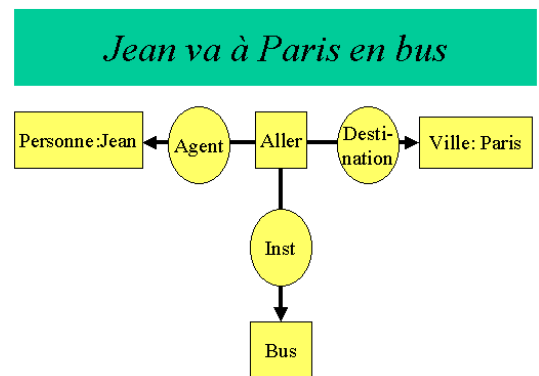 Jean va à Paris en bus
Personne:Jean
Agent
Aller
Desti-
nation
Ville: Paris
Inst
Bus